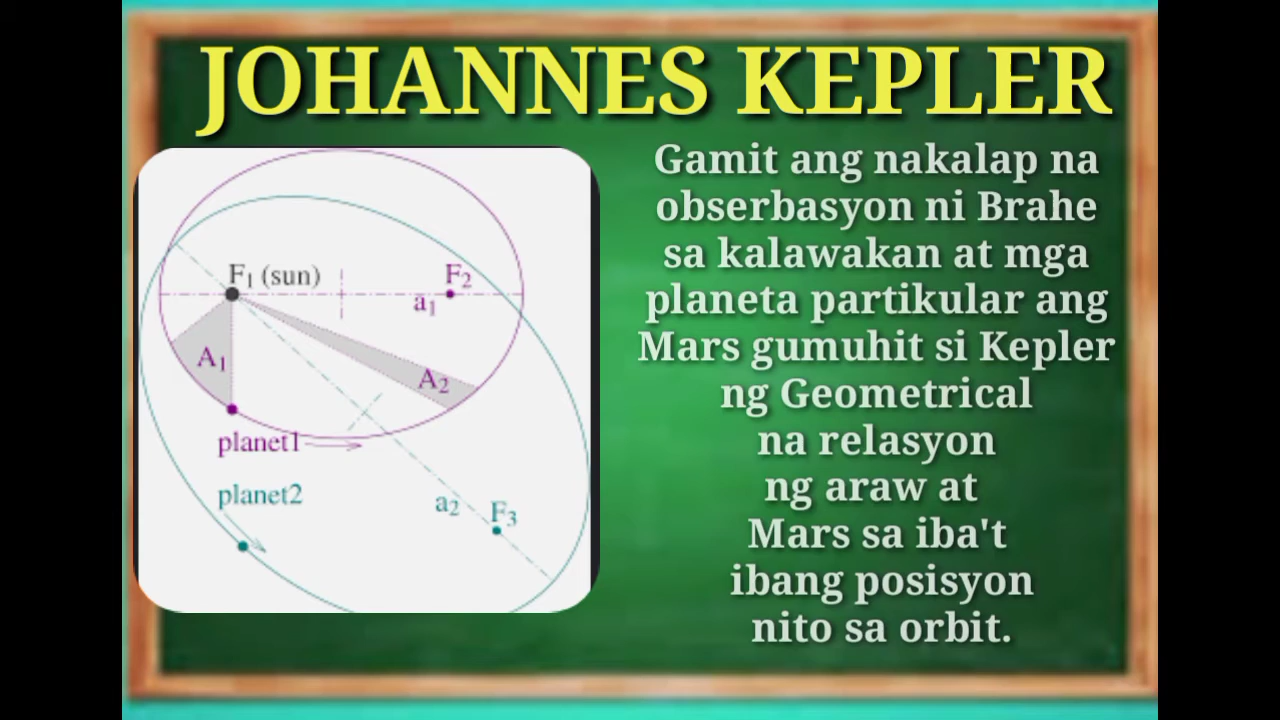 JOHANNES KEPLER
F1 (sun)
F2
a1
A1
A2
planet1
planet2
a2
F3
Gamit ang nakalap na
obserbasyon ni Brahe
sa kalawakan at mga
planeta partikular ang
Mars gumuhit si Kepler
ng Geometrical
na relasyon
ng araw at
Mars sa iba't
ibang posisyon
nito sa orbit.